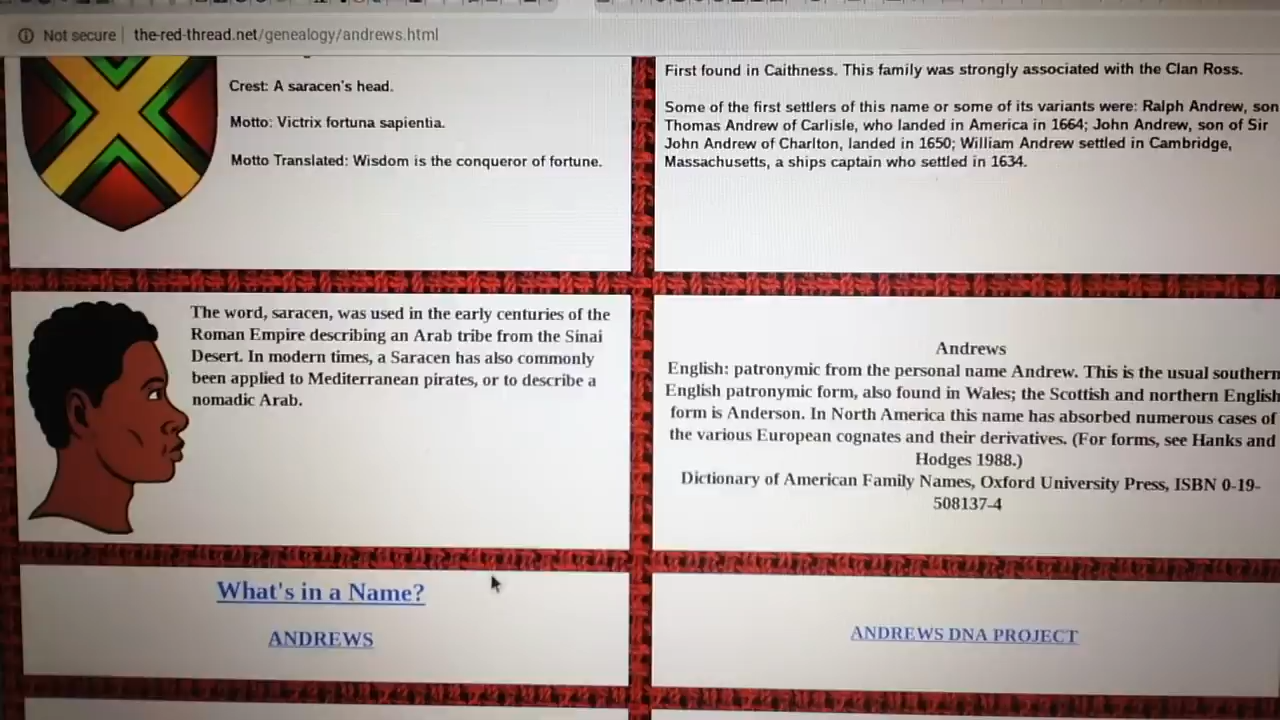 Not secure | the-red-thread.net/genealogy/andrews.html
Crest: A saracen's head.
Motto: Victrix fortuna sapientia.
Motto Translated: Wisdom is the conqueror of fortune.
First found in Caithness. This family was strongly associated with the Clan Ross.
Some of the first settlers of this name or some of its variants were: Ralph Andrew, son
Thomas Andrew of Carlisle, who landed in America in 1664; John Andrew, son of Sir
John Andrew of Charlton, landed in 1650; William Andrew settled in Cambridge,
Massachusetts, a ships captain who settled in 1634.
The word, saracen, was used in the early centuries of the
Roman Empire describing an Arab tribe from the Sinai
Desert. In modern times, a Saracen has also commonly
been applied to Mediterranean pirates, or to describe a
nomadic Arab.
Andrews
English: patronymic from the personal name Andrew. This is the usual southern
English patronymic form, also found in Wales; the Scottish and northern English
form is Anderson. In North America this name has absorbed numerous cases of
the various European cognates and their derivatives. (For forms, see Hanks and
Hodges 1988.)
Dictionary of American Family Names, Oxford University Press, ISBN 0-19-
508137-4
What's in a Name?
ANDREWS
ANDREWS DNA PROJECT